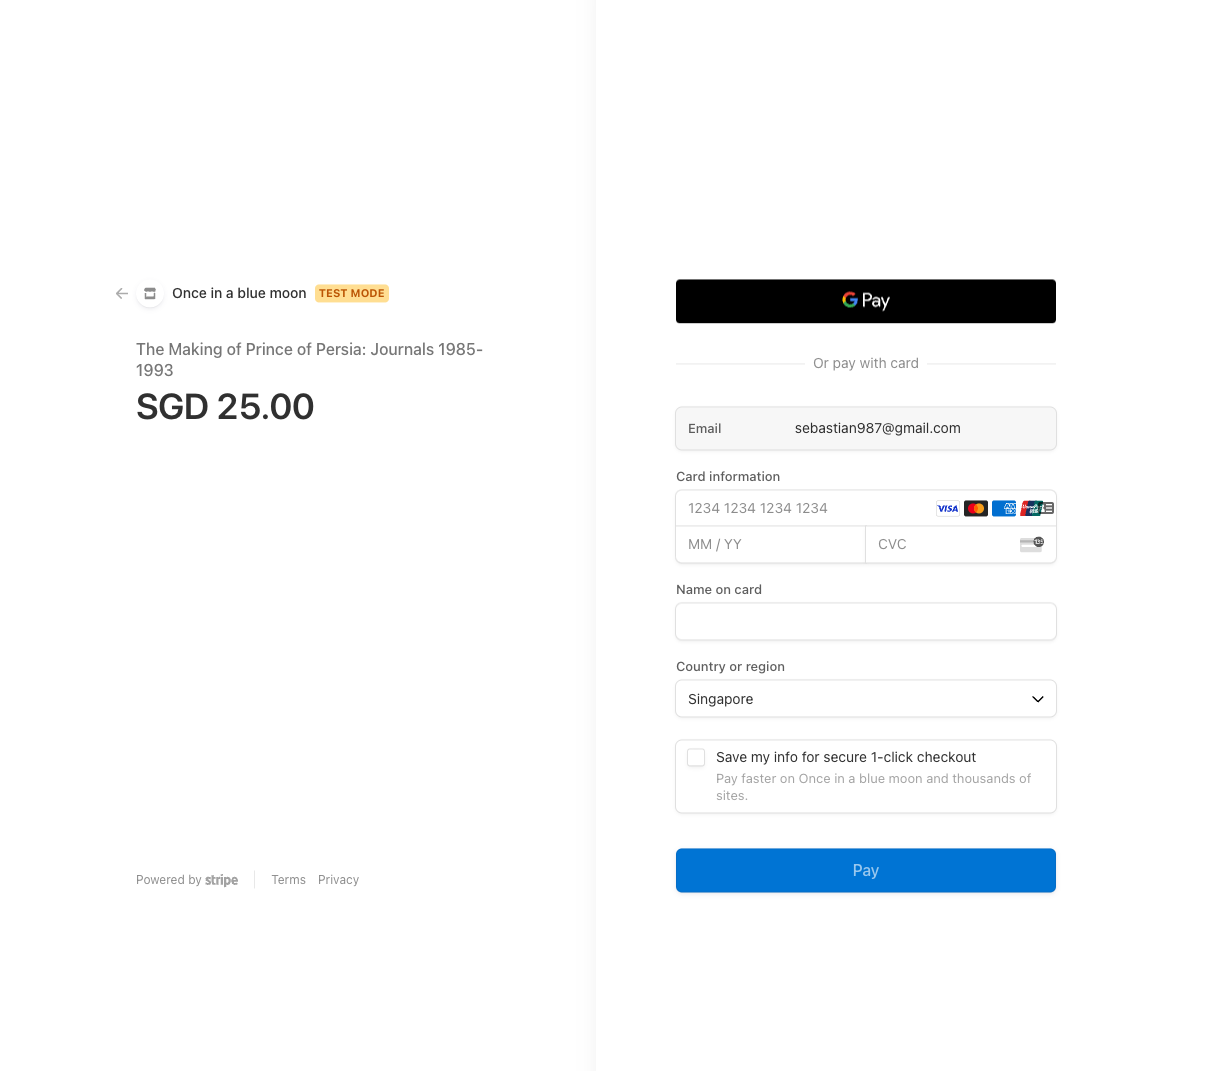 Once in a blue moon TEST MODE
The Making of Prince of Persia: Journals 1985-
1993
SGD 25.00
Powered by stripe Terms Privacy
G Pay
Or pay with card
Email sebastian987@gmail.com
Card information
1234 1234 1234 1234 VISA
MM / YY CVC
Name on card
Country or region
Singapore
Save my info for secure 1-click checkout
Pay faster on Once in a blue moon and thousands of
sites.
Pay